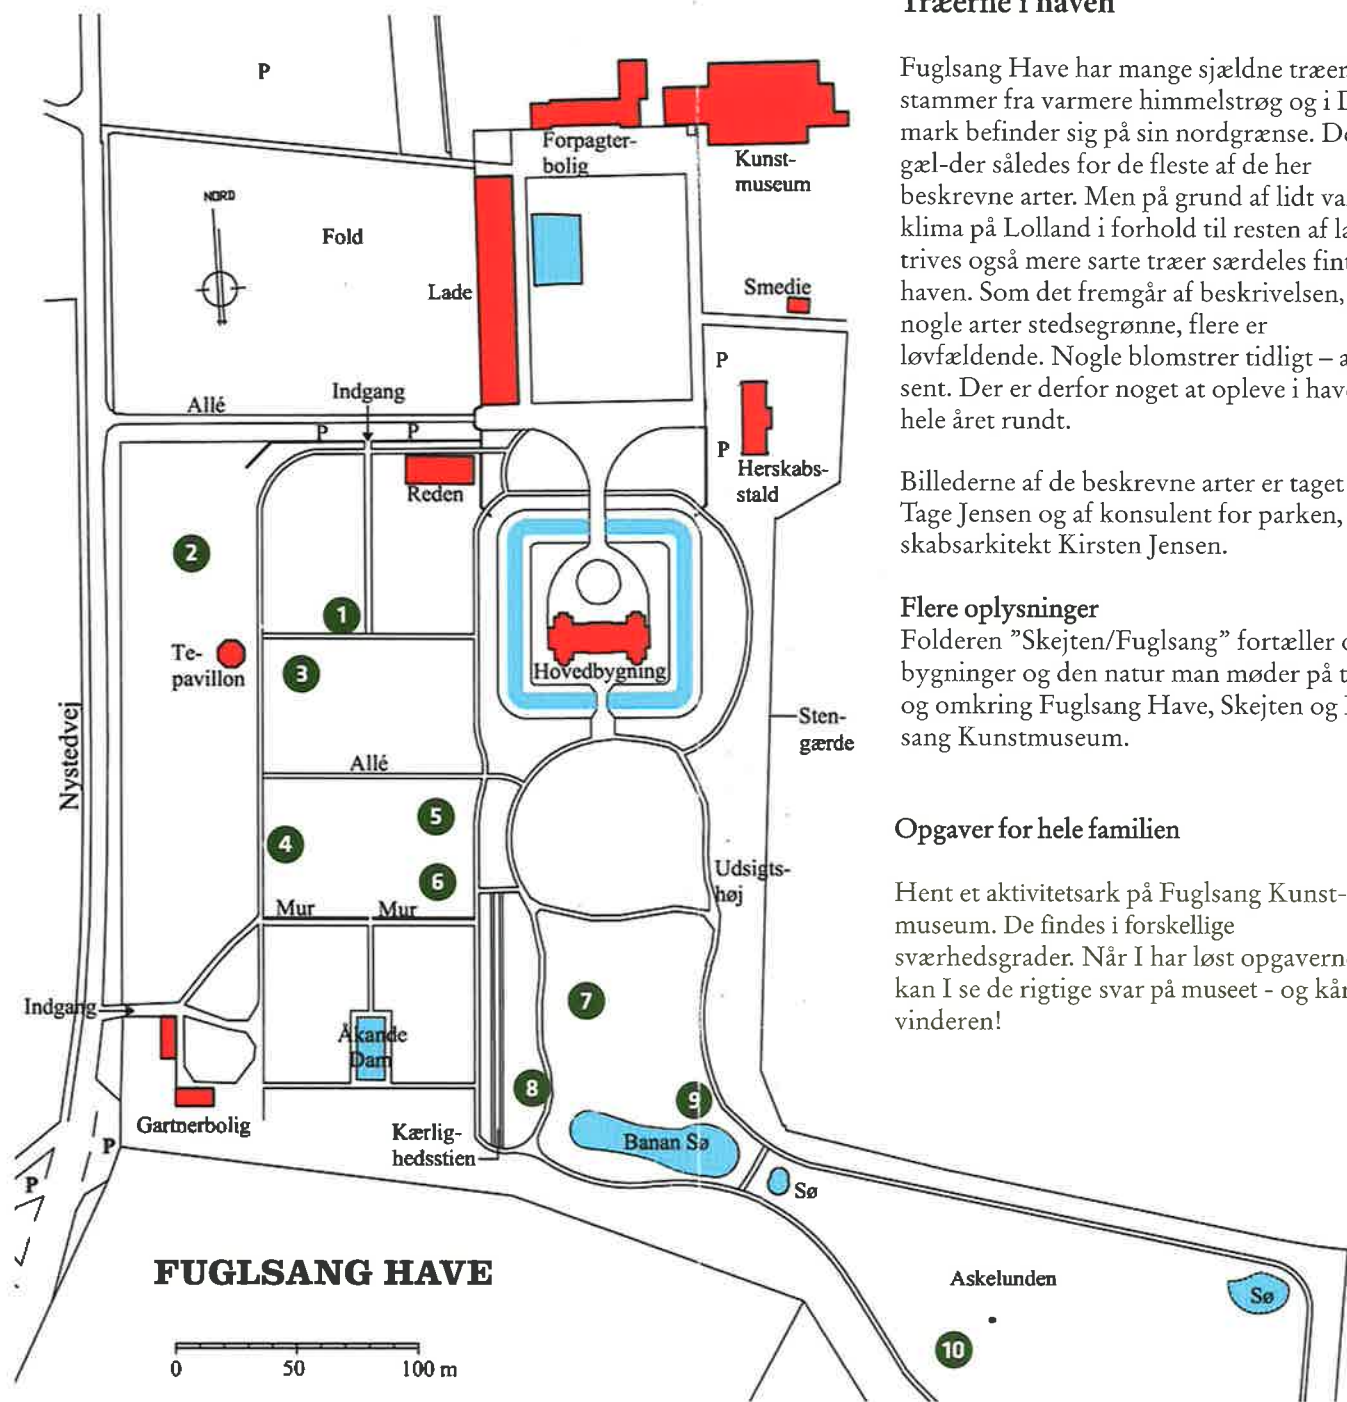 P
Forpagter-
bolig
Kunst-
museum
NORD
Fold
Lade
Smedie
P
Indgang
Allé
P
P
P
Herskabs-
stald
Reden
2
1
Te-
pavillon
3
Hovedbygning
Nystedvej
Sten-
gærde
Allé
5
4
6
Udsigts-
høj
Mur
Mur
7
Indgang
Åkande
Dam
8
9
Gartnerbolig
Kærlig-
hedsstien
Banan Sø
P
P
Sø
FUGLSANG HAVE
Askelunden
Sø
10
0 50 100 m
Træerne i haven
Fuglsang Have har mange sjældne træer
stammer fra varmere himmelstrøg og i
mark befinder sig på sin nordgrænse.
gæl-der således for de fleste af de her
beskrevne arter. Men på grund af lidt
klima på Lolland i forhold til resten af
trives også mere sarte træer særdeles fint
haven. Som det fremgår af beskrivelsen,
nogle arter stedsegrønne, flere er
løvfældende. Nogle blomstrer tidligt –
sent. Der er derfor noget at opleve i
hele året rundt.
Billederne af de beskrevne arter er taget
Tage Jensen og af konsulent for parken,
skabsarkitekt Kirsten Jensen.
Flere oplysninger
Folderen ”Skejten/Fuglsang” fortæller
bygninger og den natur man møder på
og omkring Fuglsang Have, Skejten og
sang Kunstmuseum.
Opgaver for hele familien
Hent et aktivitetsark på Fuglsang Kunst-
museum. De findes i forskellige
sværhedsgrader. Når I har løst
kan I se de rigtige svar på museet - og
vinderen!